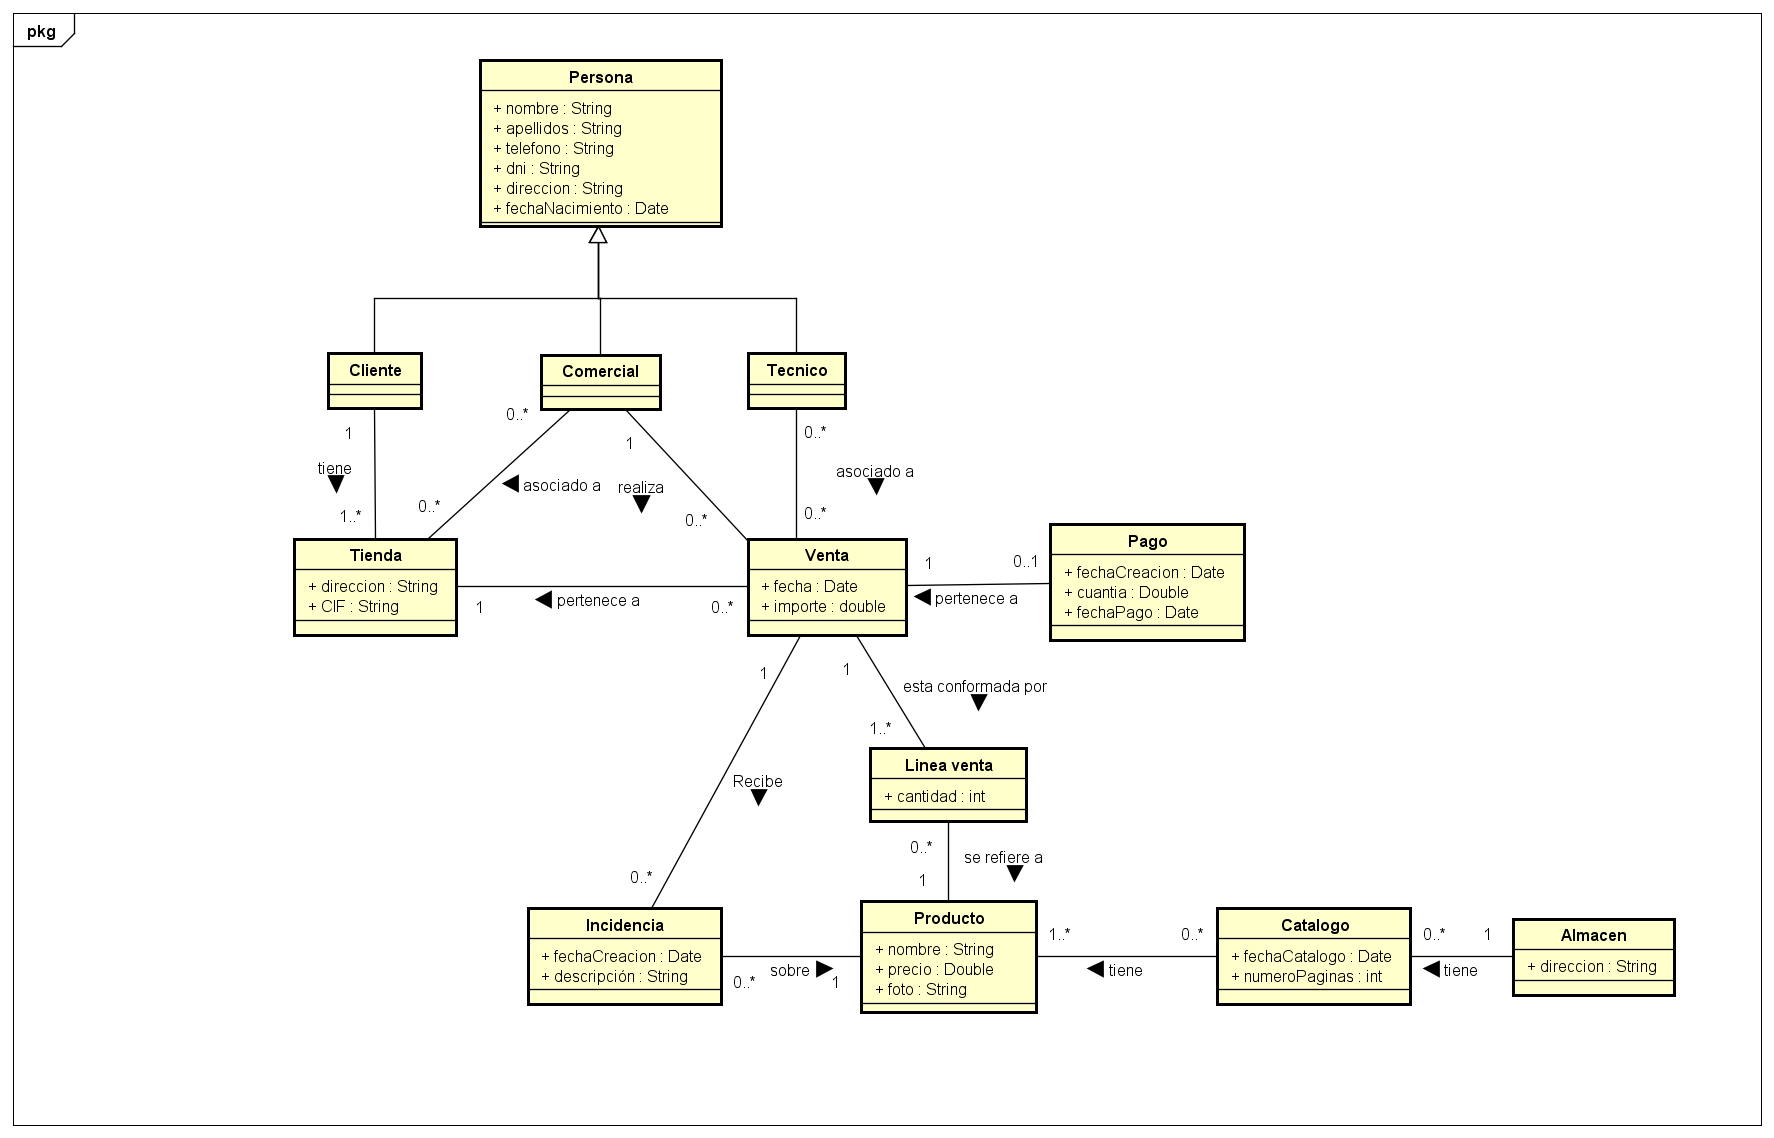 pkg
Persona
+ nombre : String
+ apellidos : String
+ telefono : String
+ dni : String
+ direccion : String
+ fechaNacimiento : Date
Cliente
Comercial
Tecnico
1
tiene
1..*
0..*
asociado a
0..*
1
realiza
0..*
0..*
asociado a
0..*
Tienda
+ direccion : String
+ CIF : String
1
pertenece a
0..*
Venta
+ fecha : Date
+ importe : double
1
pertenece a
0..1
Pago
+ fechaCreacion : Date
+ cuantia : Double
+ fechaPago : Date
1
Recibe
0..*
1
esta conformada por
1..*
Linea venta
+ cantidad : int
0..*
se refiere a
1
Incidencia
+ fechaCreacion : Date
+ descripción : String
0..*
sobre
1
Producto
+ nombre : String
+ precio : Double
+ foto : String
1..*
tiene
0..*
Catalogo
+ fechaCatalogo : Date
+ numeroPaginas : int
0..*
tiene
1
Almacen
+ direccion : String